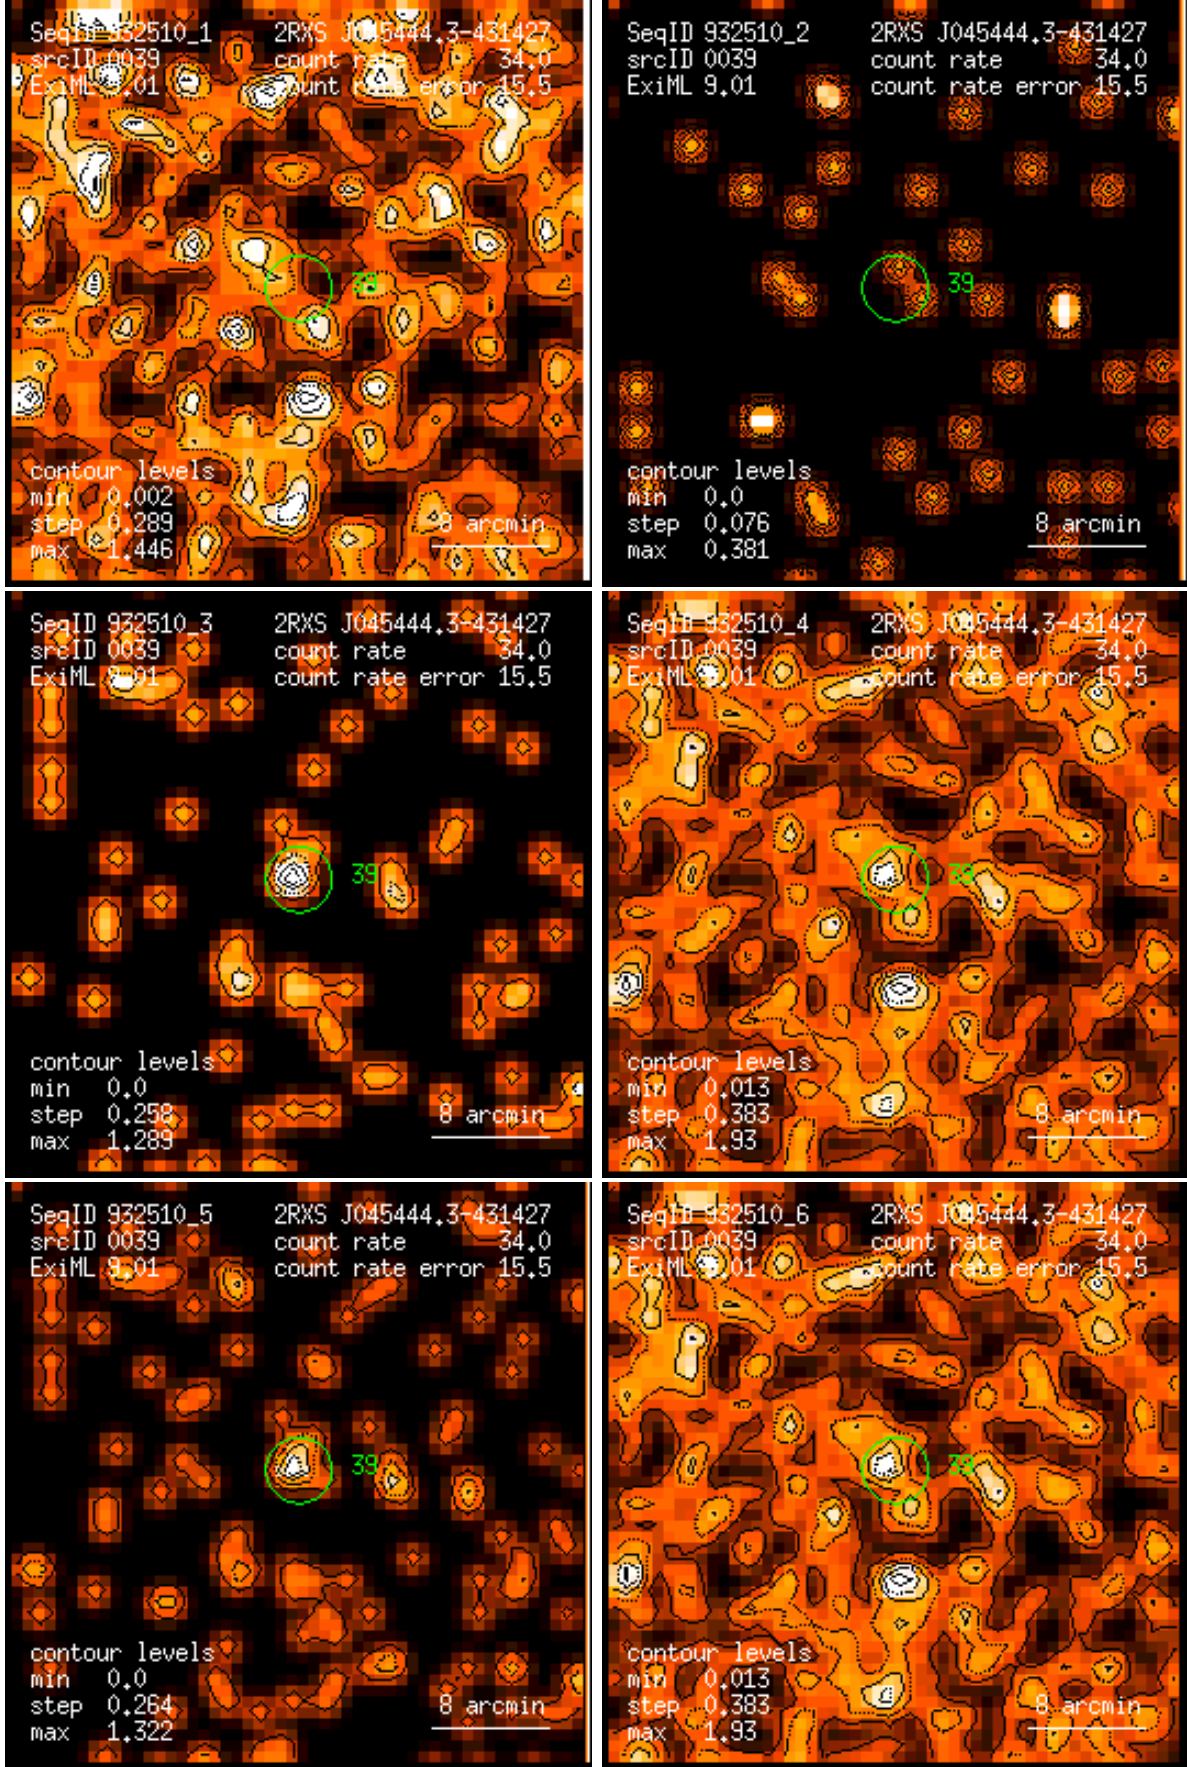 SeqID 932510_1 2RXS J045444.3-431427
srcID 0039 count rate 34.0
ExiML 9.01 count rate error 15.5
39
contour levels
min 0.002
step 0.289
max 1.446
8 arcmin
SeqID 932510_2 2RXS J045444.3-431427
srcID 0039 count rate 34.0
ExiML 9.01 count rate error 15.5
39
contour levels
min 0.0
step 0.076
max 0.381
8 arcmin
SeqID 932510_3 2RXS J045444.3-431427
srcID 0039 count rate 34.0
ExiML 9.01 count rate error 15.5
39
contour levels
min 0.0
step 0.258
max 1.289
8 arcmin
SeqID 932510_4 2RXS J045444.3-431427
srcID 0039 count rate 34.0
ExiML 9.01 count rate error 15.5
39
contour levels
min 0.013
step 0.383
max 1.93
8 arcmin
SeqID 932510_5 2RXS J045444.3-431427
srcID 0039 count rate 34.0
ExiML 9.01 count rate error 15.5
39
contour levels
min 0.0
step 0.264
max 1.322
8 arcmin
SeqID 932510_6 2RXS J045444.3-431427
srcID 0039 count rate 34.0
ExiML 9.01 count rate error 15.5
39
contour levels
min 0.013
step 0.383
max 1.93
8 arcmin